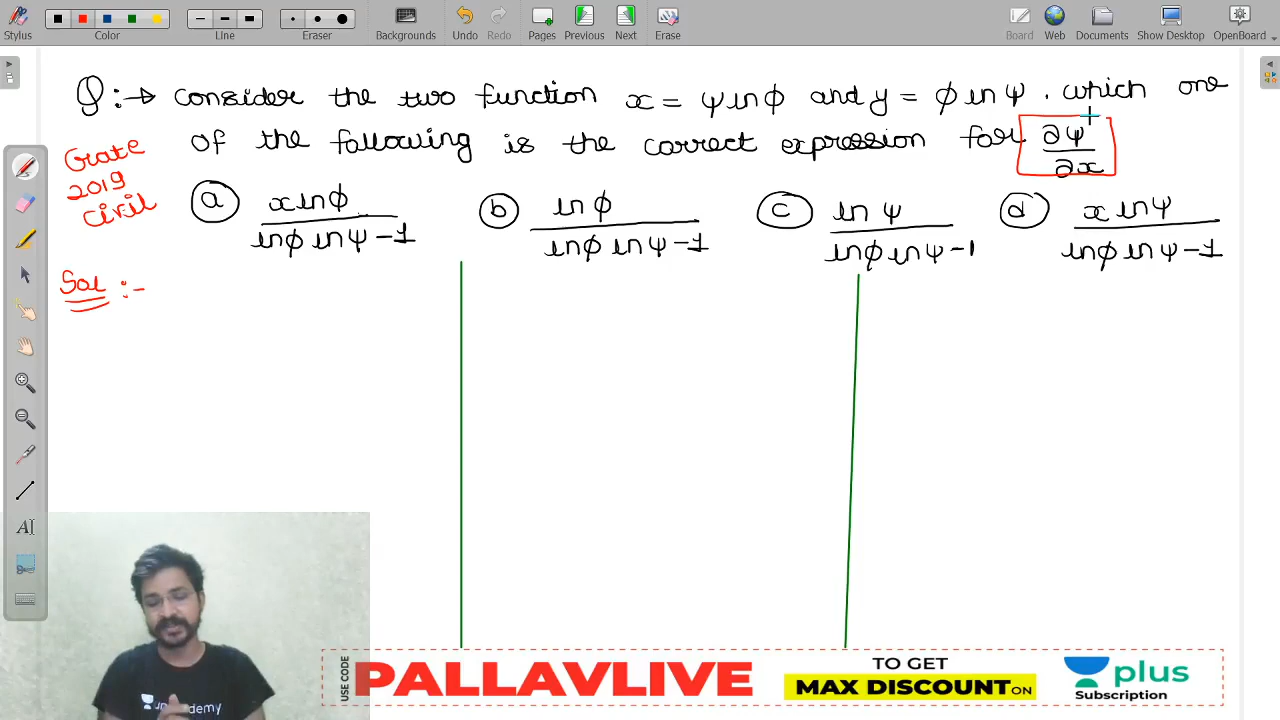 Stylus
Color
Line
Eraser
Backgrounds
Undo
Redo
Pages
Previous
Next
Erase
Board
Web
Documents
Show Desktop
OpenBoard
Q:→ Consider the two function x = ψ ln φ and y = φ ln ψ . which one
of the following is the correct expression for ∂ψ/∂x
Gate
2019
Civil
(a) x ln φ / (ln φ ln ψ − 1)
(b) ln φ / (ln φ ln ψ − 1)
(c) ln ψ / (ln φ ln ψ − 1)
(d) x ln ψ / (ln φ ln ψ − 1)
Sol :-
USE CODE
PALLAVLIVE
TO GET
MAX DISCOUNT ON
plus
Subscription
unacademy